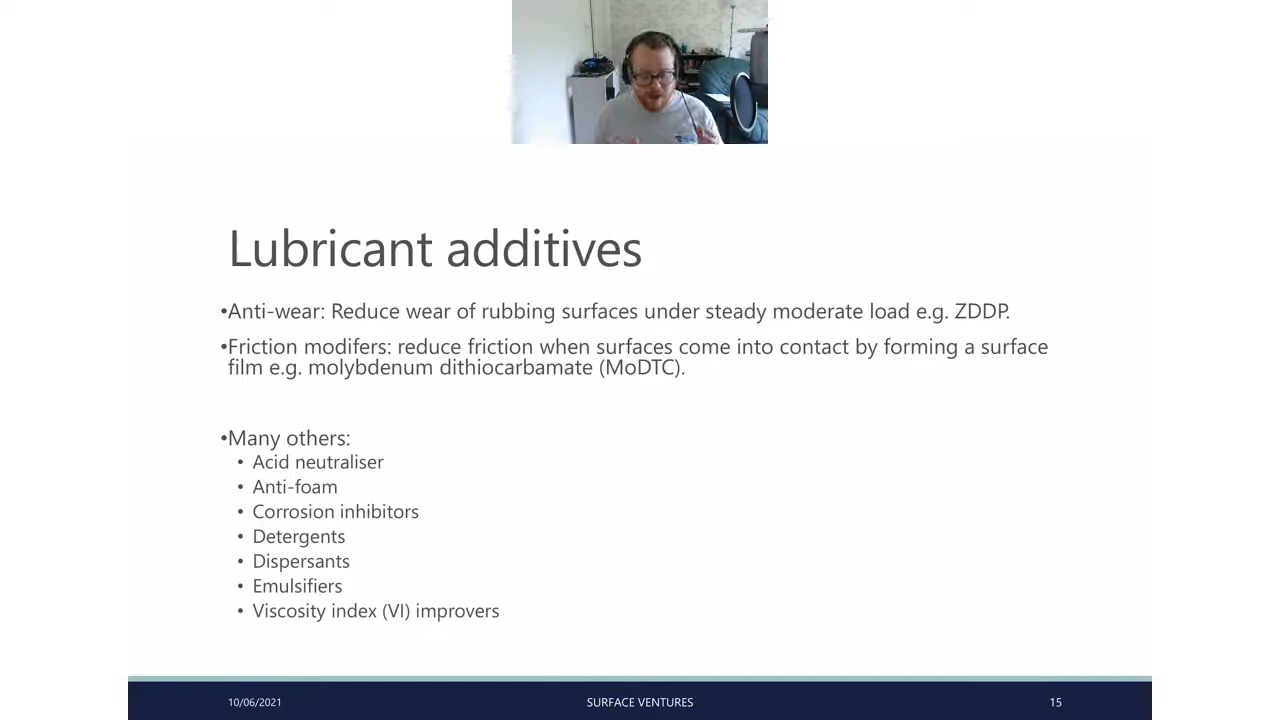 Lubricant additives
•Anti-wear: Reduce wear of rubbing surfaces under steady moderate load e.g. ZDDP.
•Friction modifers: reduce friction when surfaces come into contact by forming a surface
film e.g. molybdenum dithiocarbamate (MoDTC).
•Many others:
• Acid neutraliser
• Anti-foam
• Corrosion inhibitors
• Detergents
• Dispersants
• Emulsifiers
• Viscosity index (VI) improvers
10/06/2021 SURFACE VENTURES 15